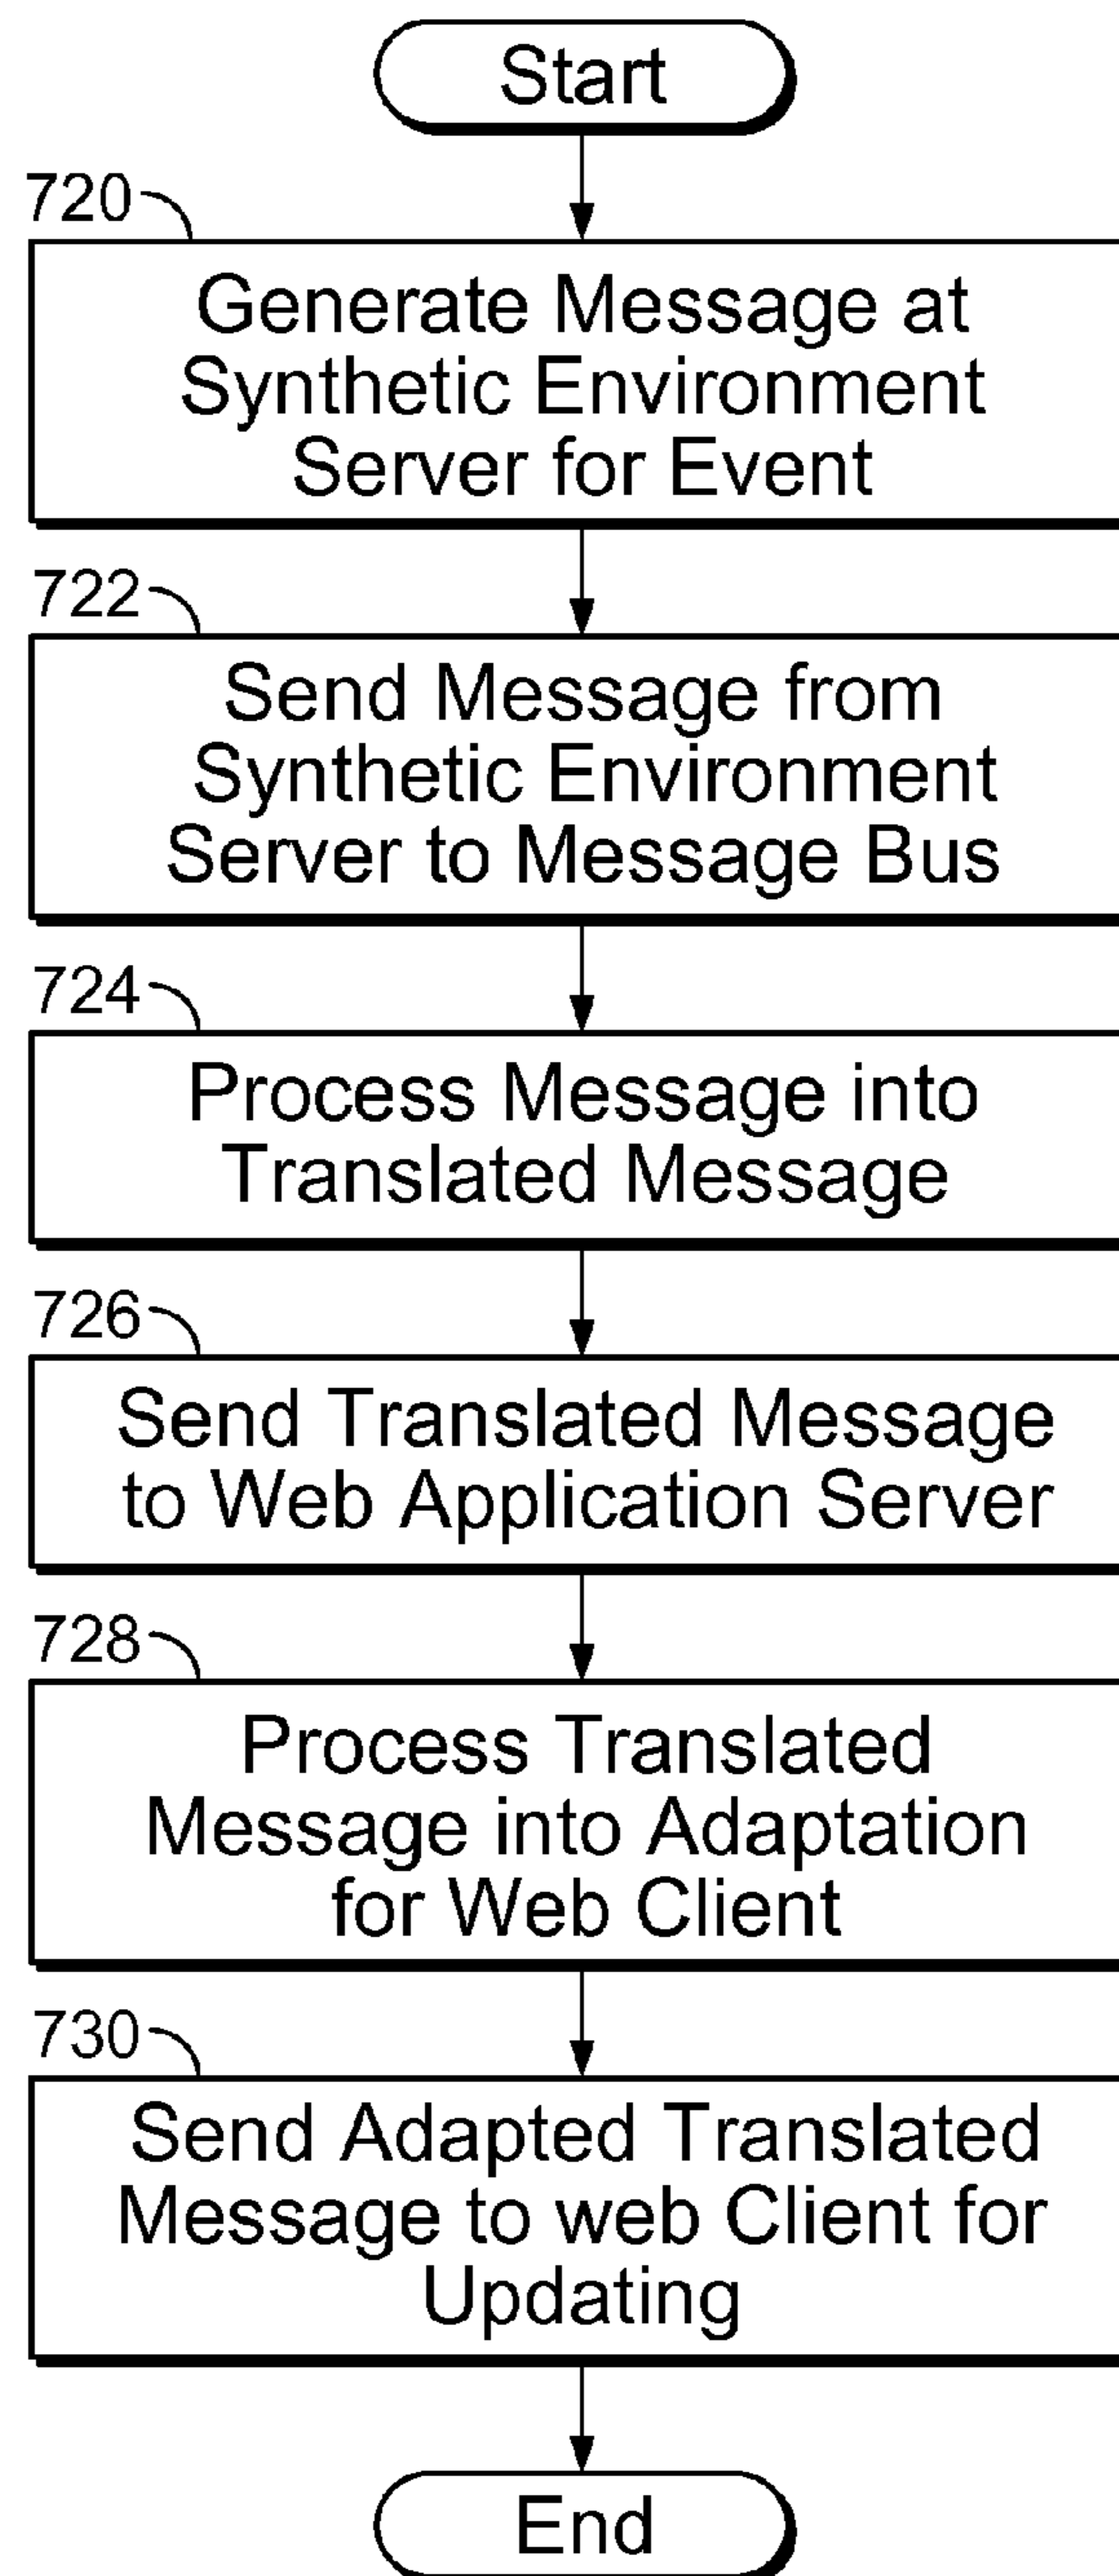 Start
720
Generate Message at
Synthetic Environment
Server for Event
722
Send Message from
Synthetic Environment
Server to Message Bus
724
Process Message into
Translated Message
726
Send Translated Message
to Web Application Server
728
Process Translated
Message into Adaptation
for Web Client
730
Send Adapted Translated
Message to web Client for
Updating
End